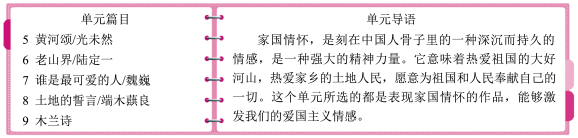 单元篇目
5 黄河颂/光未然
6 老山界/陆定一
7 谁是最可爱的人/魏巍
8 土地的誓言/端木蕻良
9 木兰诗
单元导语
家国情怀，是刻在中国人骨子里的一种深沉而持久的
情感，是一种强大的精神力量。它意味着热爱祖国的大好
河山，热爱家乡的土地人民，愿意为祖国和人民奉献自己的
一切。这个单元所选的都是表现家国情怀的作品，能够激
发我们的爱国主义情感。